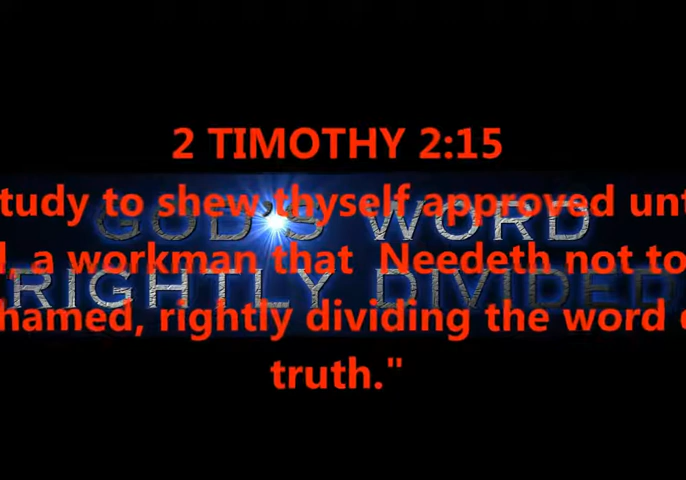 2 TIMOTHY 2:15
tudy to shew thyself approved unt
a workman that Needeth not to
hamed, rightly dividing the word
truth."
GOD'S WORD
RIGHTLY DIVIDED